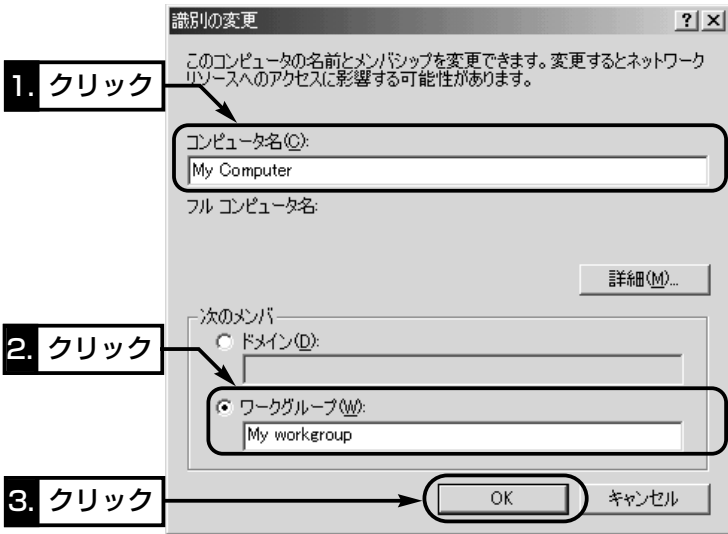 識別の変更
このコンピュータの名前とメンバシップを変更できます。変更するとネットワーク
リソースへのアクセスに影響する可能性があります。
1. クリック
コンピュータ名(C):
My Computer
フル コンピュータ名:
詳細(M)...
次のメンバ
2. クリック
ドメイン(D):
ワークグループ(W):
My workgroup
3. クリック
OK
キャンセル